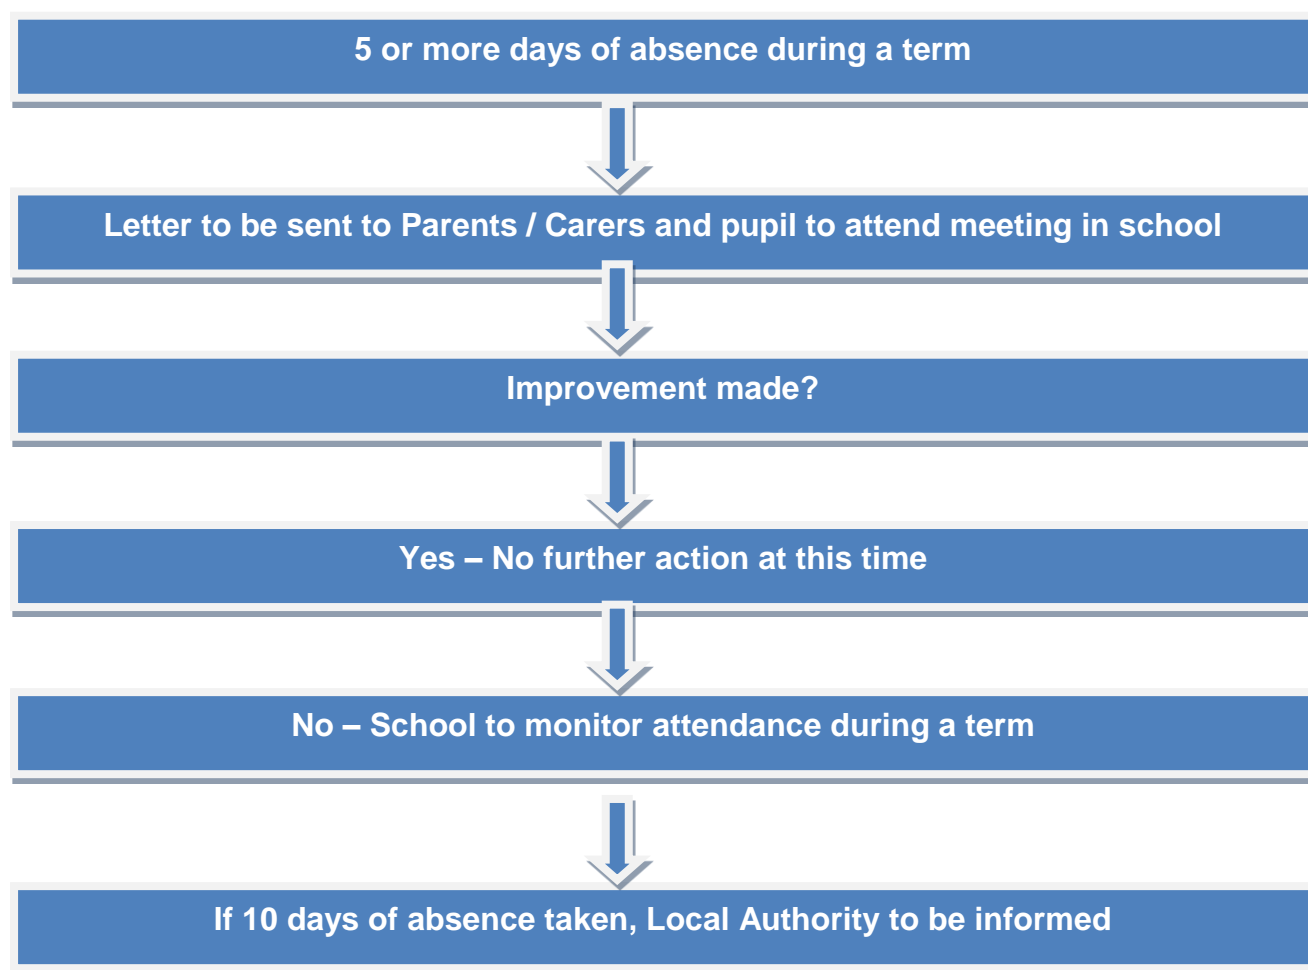 5 or more days of absence during a term
Letter to be sent to Parents / Carers and pupil to attend meeting in school
Improvement made?
Yes – No further action at this time
No – School to monitor attendance during a term
If 10 days of absence taken, Local Authority to be informed